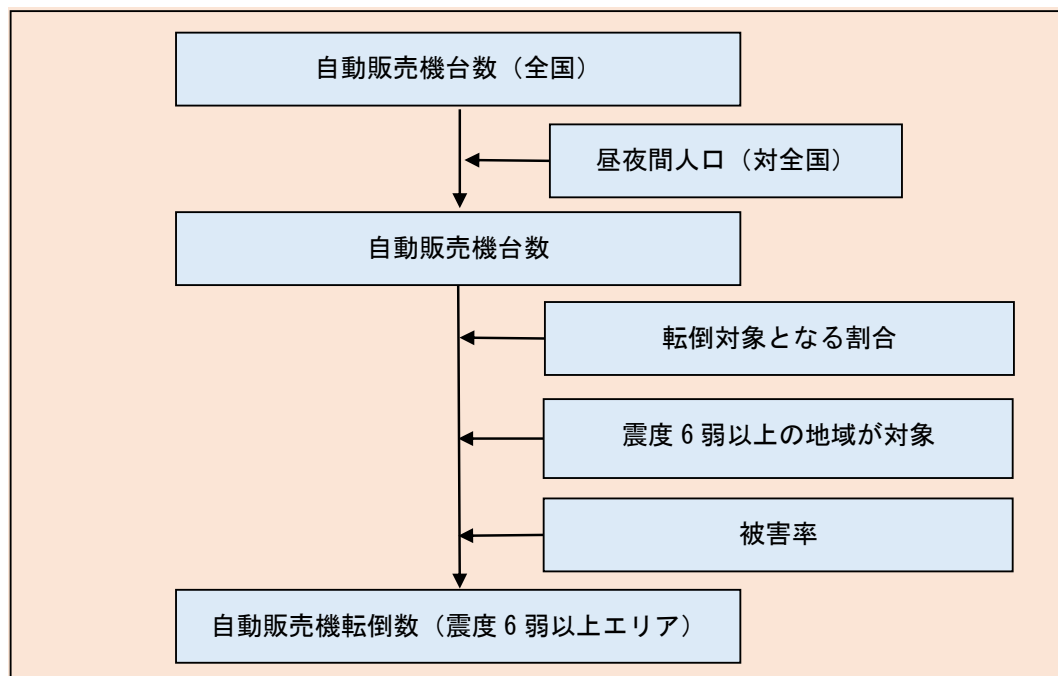 自動販売機台数（全国）
昼夜間人口（対全国）
自動販売機台数
転倒対象となる割合
震度 6 弱以上の地域が対象
被害率
自動販売機転倒数（震度 6 弱以上エリア）